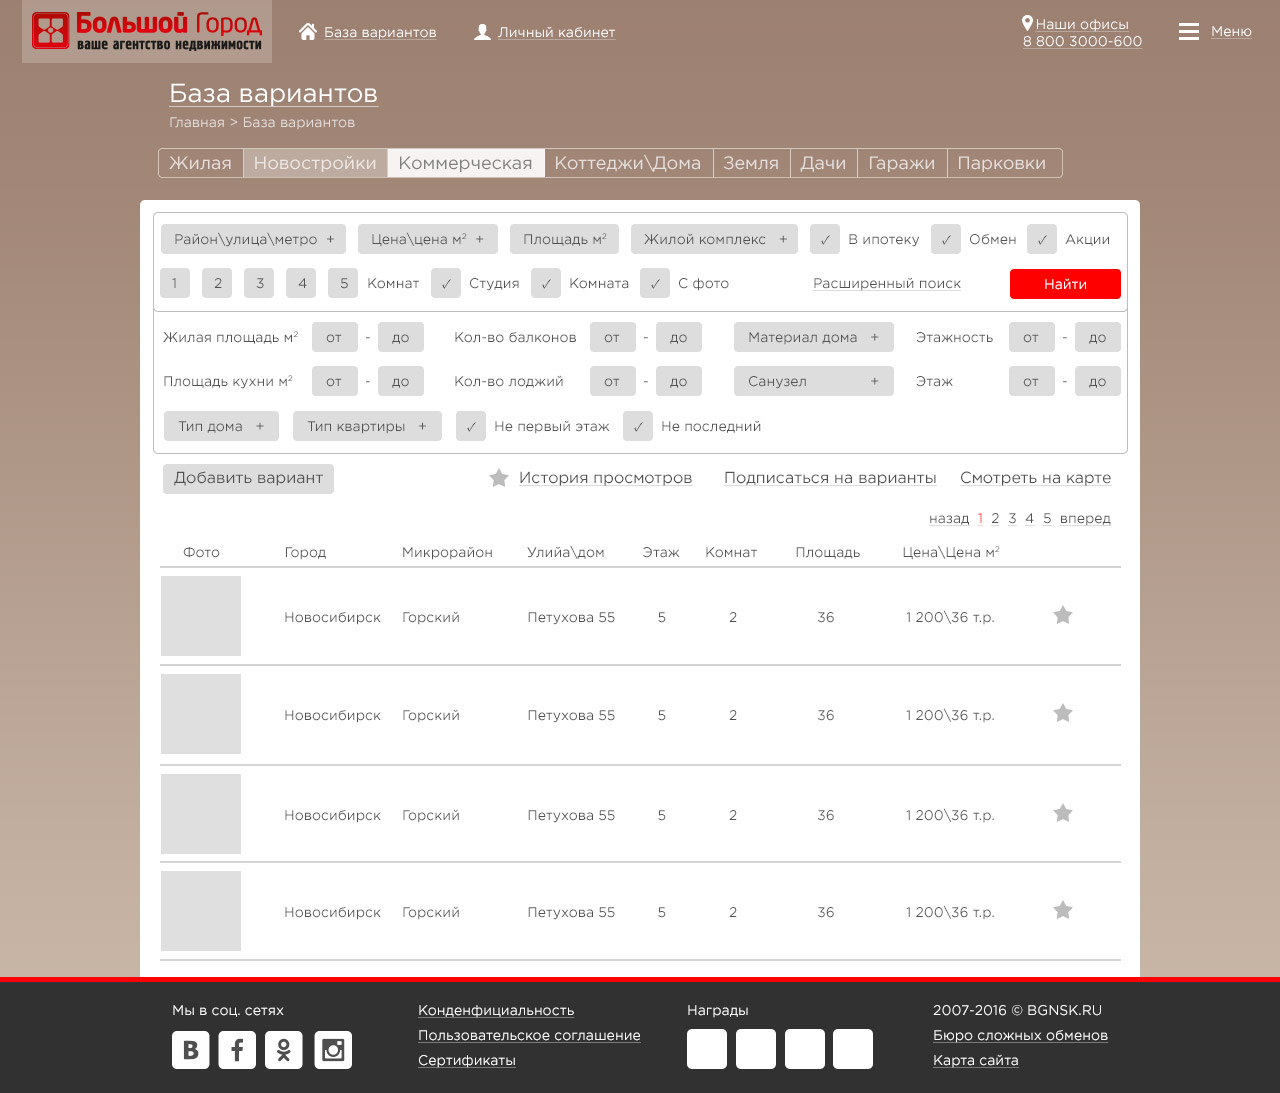 Большой Город
ваше агентство недвижимости
База вариантов
Личный кабинет
Наши офисы
8 800 3000-600
Меню
База вариантов
Главная > База вариантов
Жилая Новостройки Коммерческая Коттеджи\Дома Земля Дачи Гаражи Парковки
Район\улица\метро + Цена\цена м² + Площадь м² Жилой комплекс + ✓ В ипотеку ✓ Обмен ✓ Акции
1 2 3 4 5 Комнат ✓ Студия ✓ Комната ✓ С фото Расширенный поиск Найти
Жилая площадь м² от - до Кол-во балконов от - до Материал дома + Этажность от - до
Площадь кухни м² от - до Кол-во лоджий от - до Санузел + Этаж от - до
Тип дома + Тип квартиры + ✓ Не первый этаж ✓ Не последний
Добавить вариант История просмотров Подписаться на варианты Смотреть на карте
назад 1 2 3 4 5 вперед
Фото Город Микрорайон Улийа\дом Этаж Комнат Площадь Цена\Цена м²
Новосибирск Горский Петухова 55 5 2 36 1 200\36 т.р.
Новосибирск Горский Петухова 55 5 2 36 1 200\36 т.р.
Новосибирск Горский Петухова 55 5 2 36 1 200\36 т.р.
Новосибирск Горский Петухова 55 5 2 36 1 200\36 т.р.
Мы в соц. сетях
В f
Конденфициальность
Пользовательское соглашение
Сертификаты
Награды
2007-2016 © BGNSK.RU
Бюро сложных обменов
Карта сайта